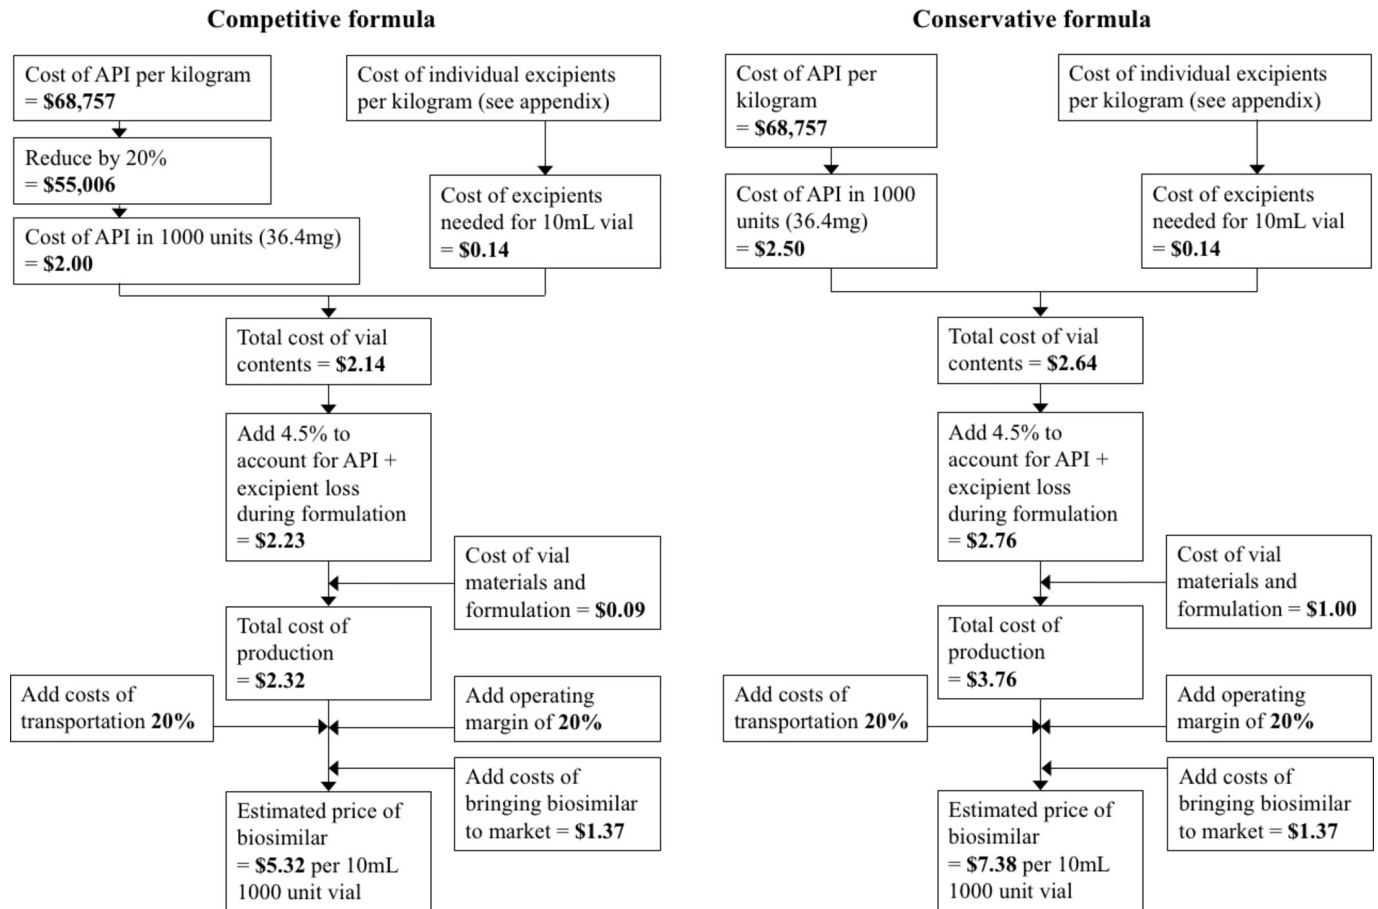 Competitive formula
Cost of API per kilogram
= $68,757
Cost of individual excipients
per kilogram (see appendix)
Reduce by 20%
= $55,006
Cost of excipients
needed for 10mL vial
= $0.14
Cost of API in 1000 units (36.4mg)
= $2.00
Total cost of vial
contents = $2.14
Add 4.5% to
account for API +
excipient loss
during formulation
= $2.23
Cost of vial
materials and
formulation = $0.09
Total cost of
production
= $2.32
Add costs of
transportation 20%
Add operating
margin of 20%
Add costs of
bringing biosimilar
to market = $1.37
Estimated price of
biosimilar
= $5.32 per 10mL
1000 unit vial
Conservative formula
Cost of API per
kilogram
= $68,757
Cost of individual excipients
per kilogram (see appendix)
Cost of API in 1000
units (36.4mg)
= $2.50
Cost of excipients
needed for 10mL vial
= $0.14
Total cost of vial
contents = $2.64
Add 4.5% to
account for API +
excipient loss
during formulation
= $2.76
Cost of vial
materials and
formulation = $1.00
Total cost of
production
= $3.76
Add costs of
transportation 20%
Add operating
margin of 20%
Add costs of
bringing biosimilar
to market = $1.37
Estimated price of
biosimilar
= $7.38 per 10mL
1000 unit vial